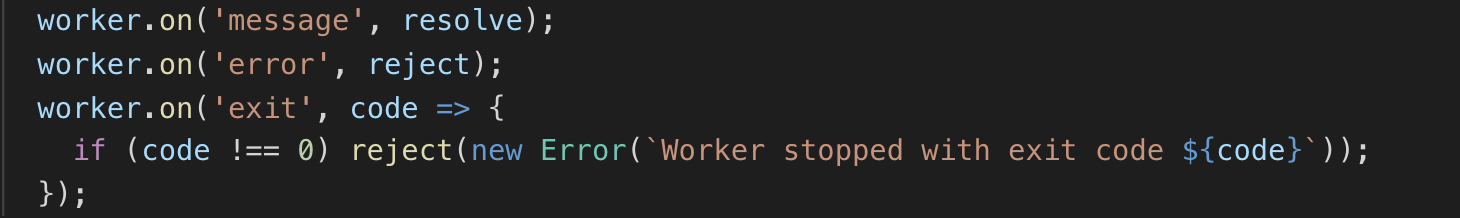 worker.on('message', resolve);
worker.on('error', reject);
worker.on('exit', code => {
  if (code !== 0) reject(new Error(`Worker stopped with exit code ${code}`));
});